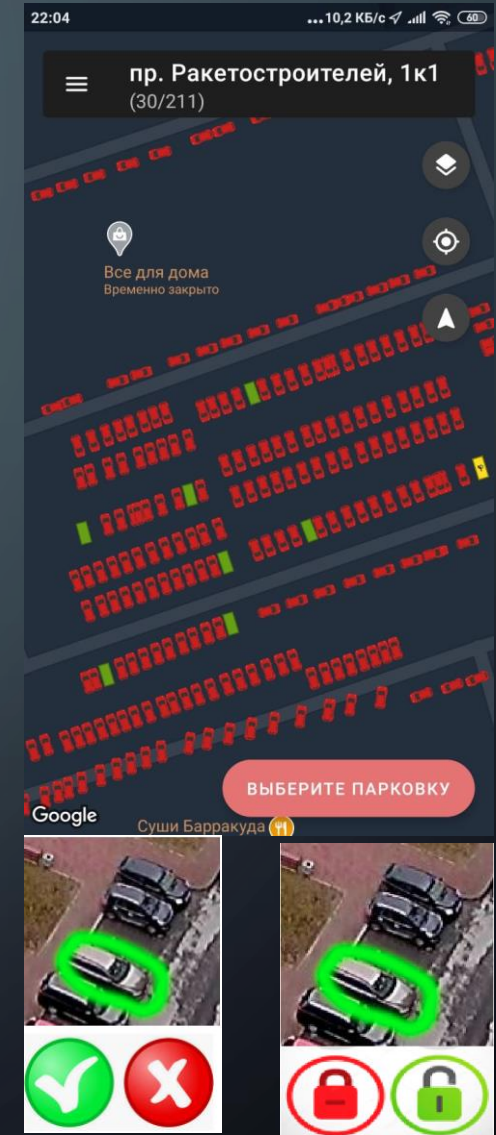 22:04
...10,2 КБ/с 60
пр. Ракетостроителей, 1к1
(30/211)
Все для дома
Временно закрыто
ВЫБЕРИТЕ ПАРКОВКУ
Google
Суши Барракуда